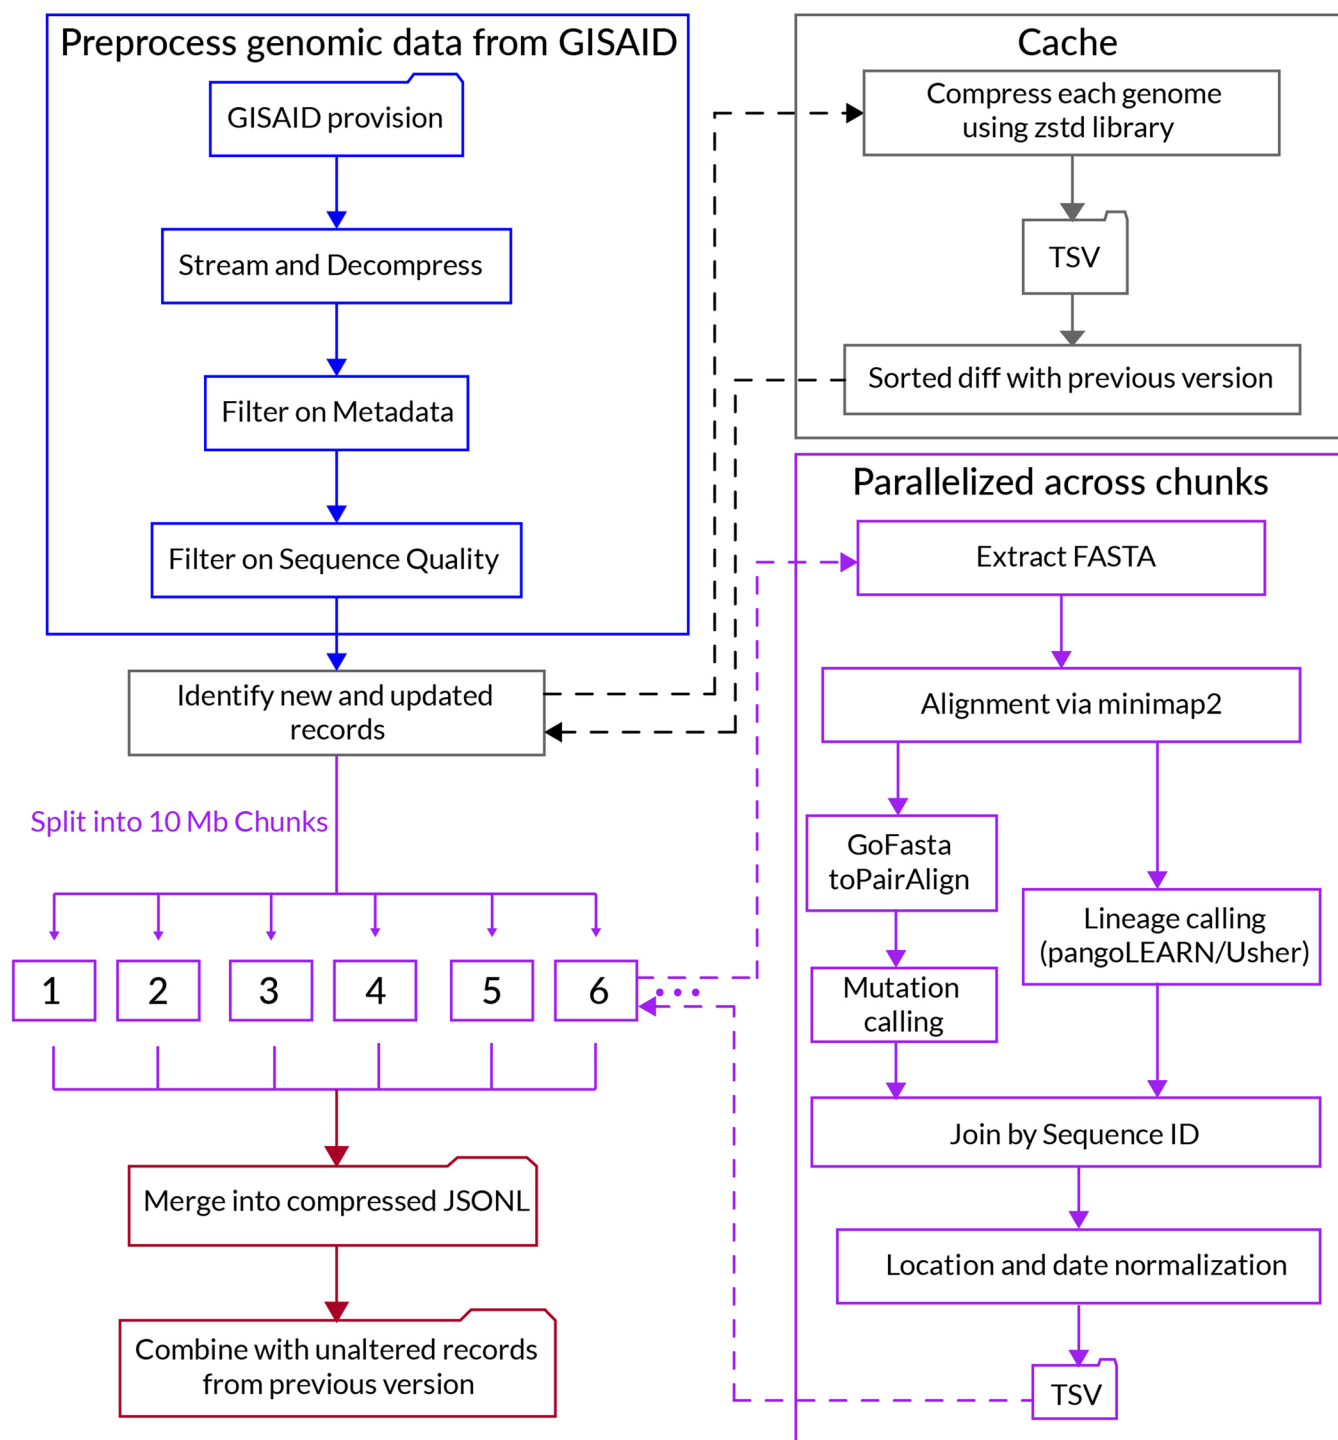 Preprocess genomic data from GISAID
GISAID provision
Stream and Decompress
Filter on Metadata
Filter on Sequence Quality
Identify new and updated
records
Split into 10 Mb Chunks
1 2 3 4 5 6 ...
Merge into compressed JSONL
Combine with unaltered records
from previous version
Cache
Compress each genome
using zstd library
TSV
Sorted diff with previous version
Parallelized across chunks
Extract FASTA
Alignment via minimap2
GoFasta
toPairAlign
Mutation
calling
Lineage calling
(pangoLEARN/Usher)
Join by Sequence ID
Location and date normalization
TSV